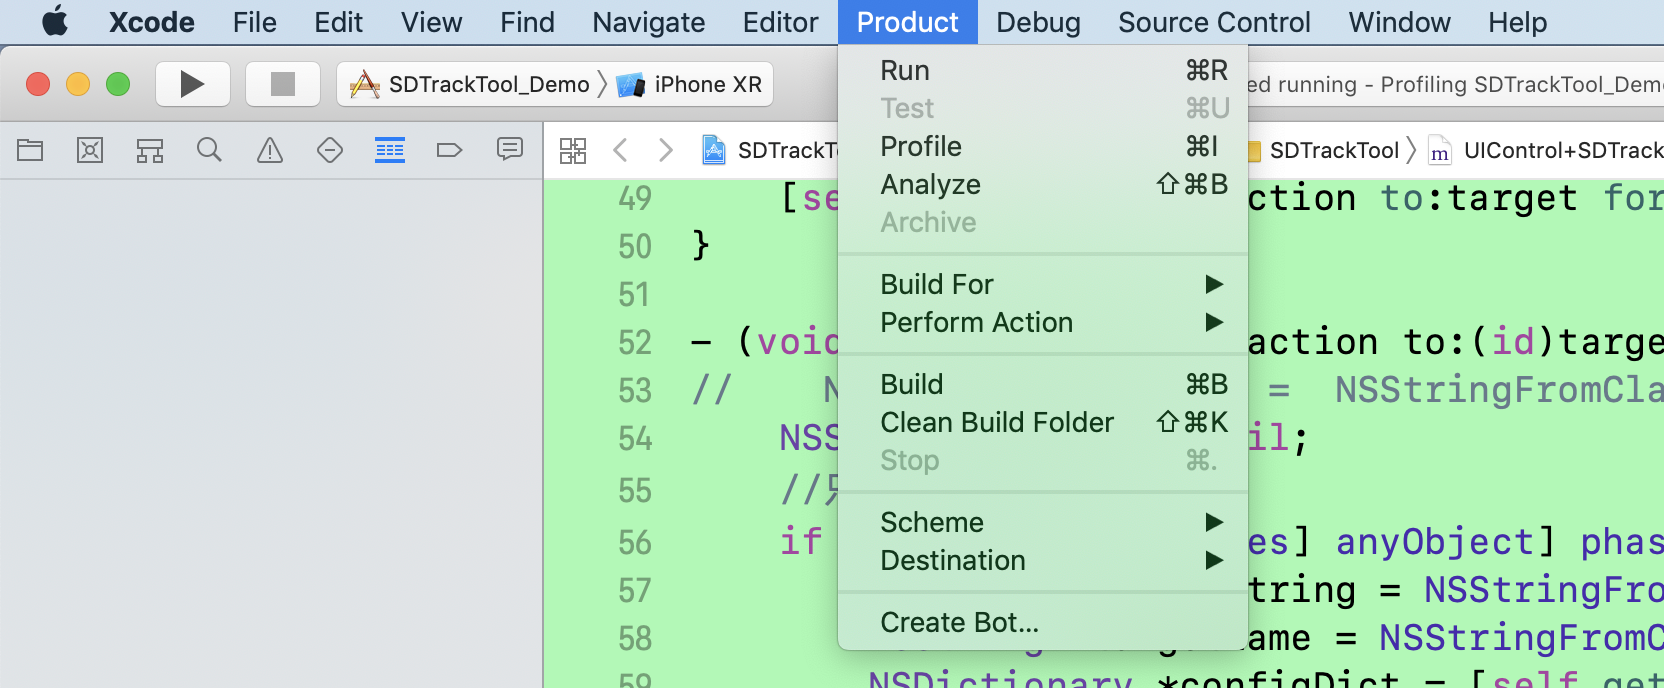 Xcode File Edit View Find Navigate Editor Product Debug Source Control Window Help
SDTrackTool_Demo iPhone XR
ed running - Profiling SDTrackTool_Demo
SDTrackTo SDTrackTool m UIControl+SDTrack
Run ⌘R
Test ⌘U
Profile ⌘I
Analyze ⇧⌘B
Archive
Build For ▶
Perform Action ▶
Build ⌘B
Clean Build Folder ⇧⌘K
Stop ⌘.
Scheme ▶
Destination ▶
Create Bot...
49 [se ction to:target for
50 }
51
52 - (void action to:(id)targe
53 // N = NSStringFromCla
54 NSS il;
55 //只
56 if es] anyObject] phas
57 tring = NSStringFro
58 ame = NSStringFromC
59 NSDictionary *configDict = [self get